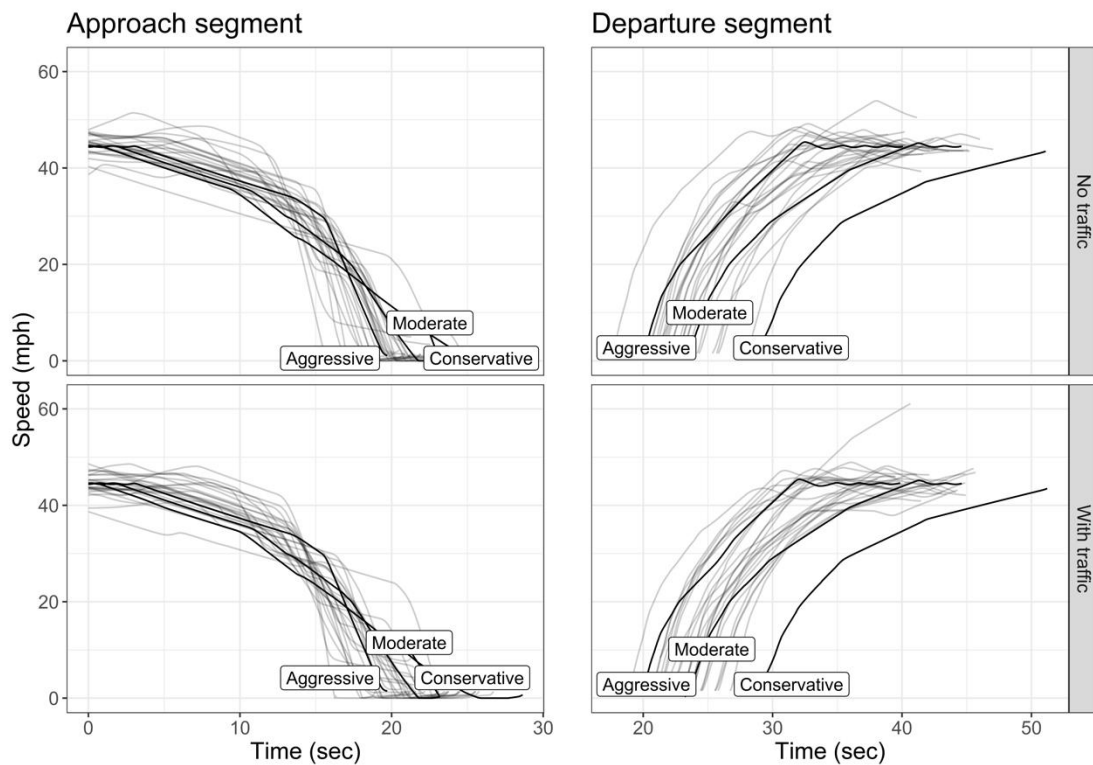 Approach segment
Departure segment
60
40
20
0
Moderate
Aggressive
Conservative
Moderate
Aggressive
Conservative
No traffic
Speed (mph)
60
40
20
0
Moderate
Aggressive
Conservative
Moderate
Aggressive
Conservative
With traffic
0
10
20
30
20
30
40
50
Time (sec)
Time (sec)